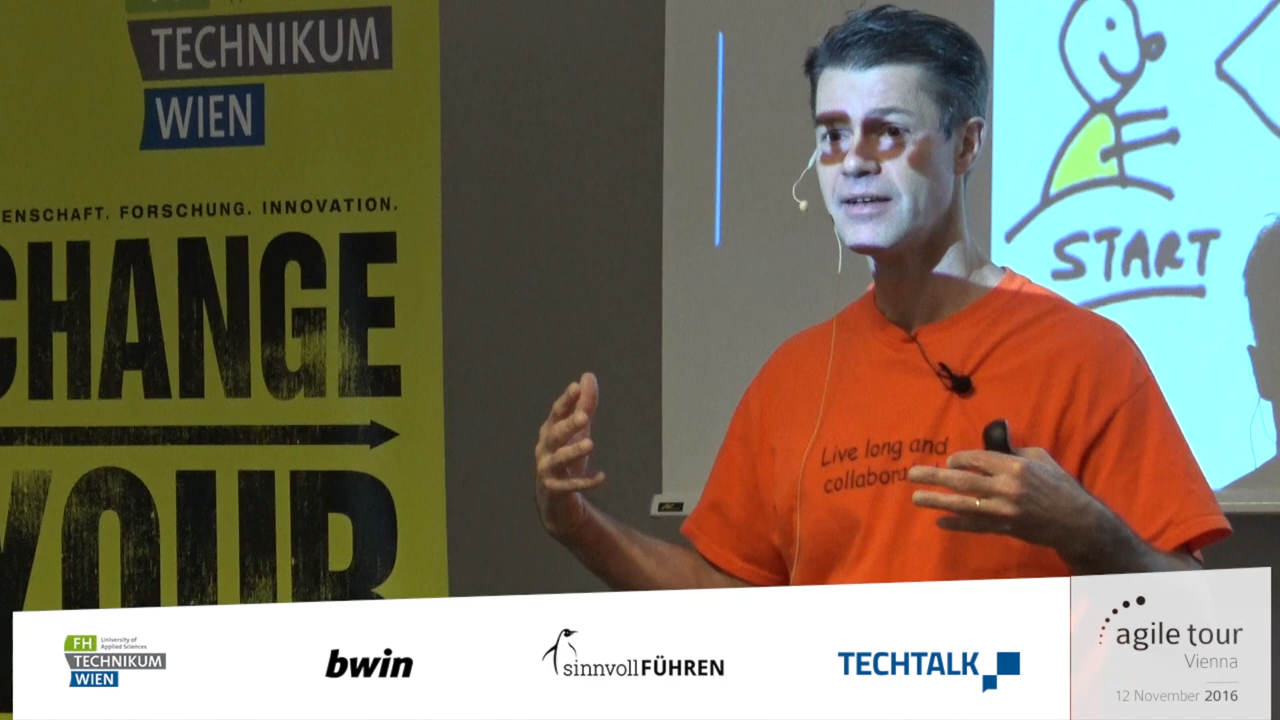 TECHNIKUM
WIEN
ENSCHAFT. FORSCHUNG. INNOVATION.
CHANGE
YOUR
START
Live long and
FH
University of
Applied Sciences
TECHNIKUM
WIEN
bwin
sinnvollFÜHREN
TECHTALK
agile tour
Vienna
12 November 2016